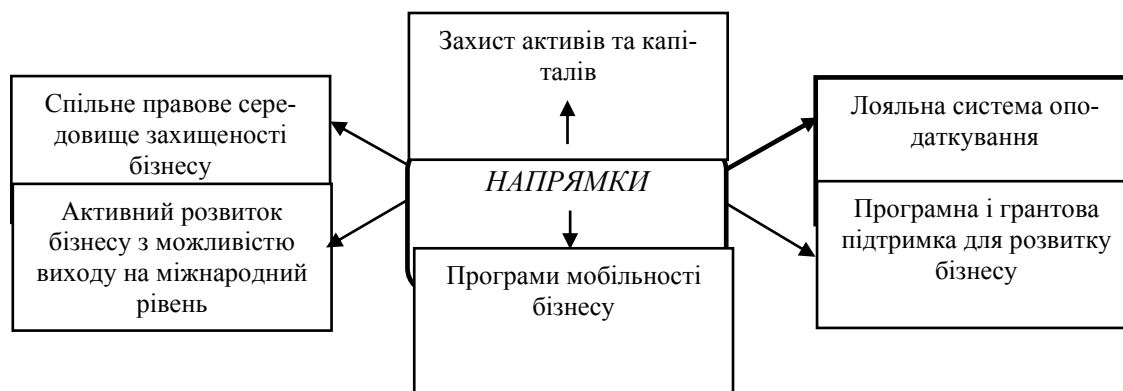 Захист активів та капі-
талів
Спільне правове сере-
довище захищеності
бізнесу
Лояльна система опо-
даткування
НАПРЯМКИ
Активний розвиток
бізнесу з можливістю
виходу на міжнародний
рівень
Програмна і грантова
підтримка для розвитку
бізнесу
Програми мобільності
бізнесу